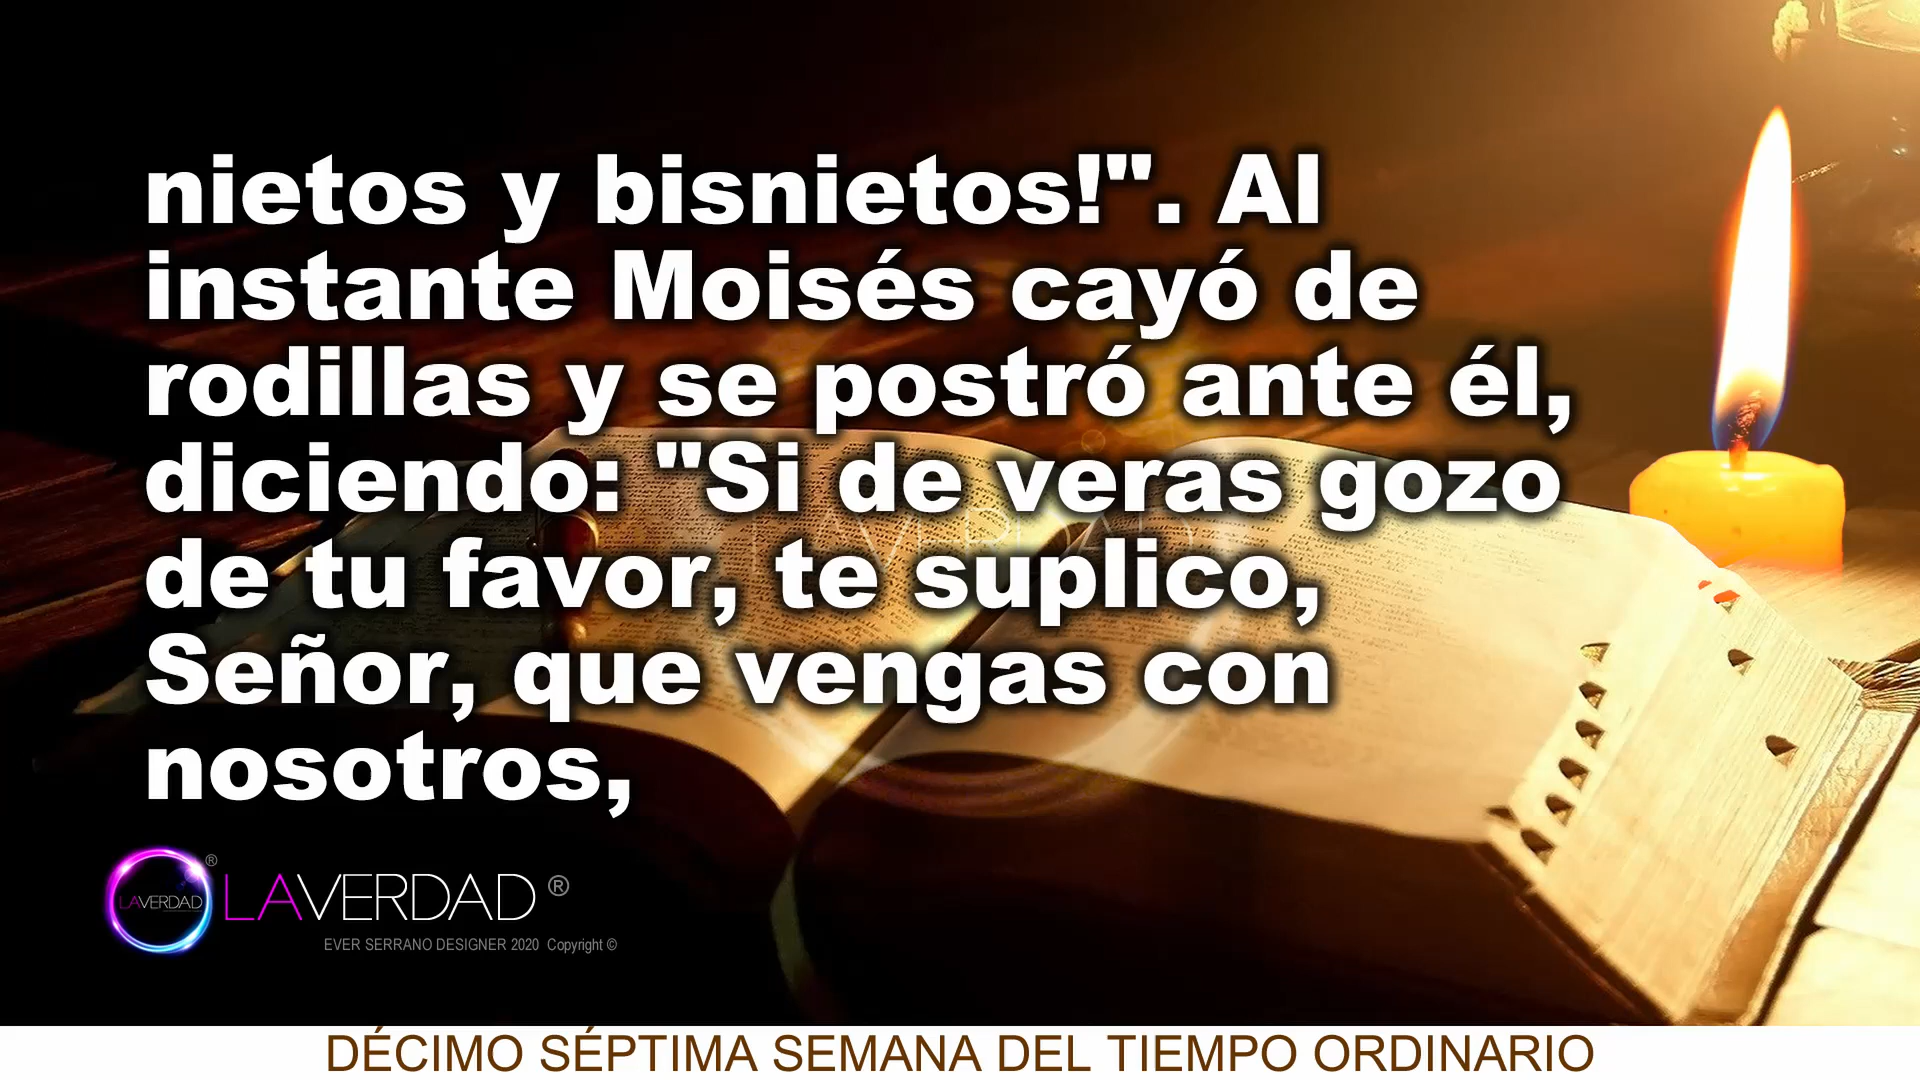 nietos y bisnietos!". Al
instante Moisés cayó de
rodillas y se postró ante él,
diciendo: "Si de veras gozo
de tu favor, te suplico,
Señor, que vengas con
nosotros,
LAVERDAD ®
LAVERDAD ®
EVER SERRANO DESIGNER 2020 Copyright ©
DÉCIMO SÉPTIMA SEMANA DEL TIEMPO ORDINARIO